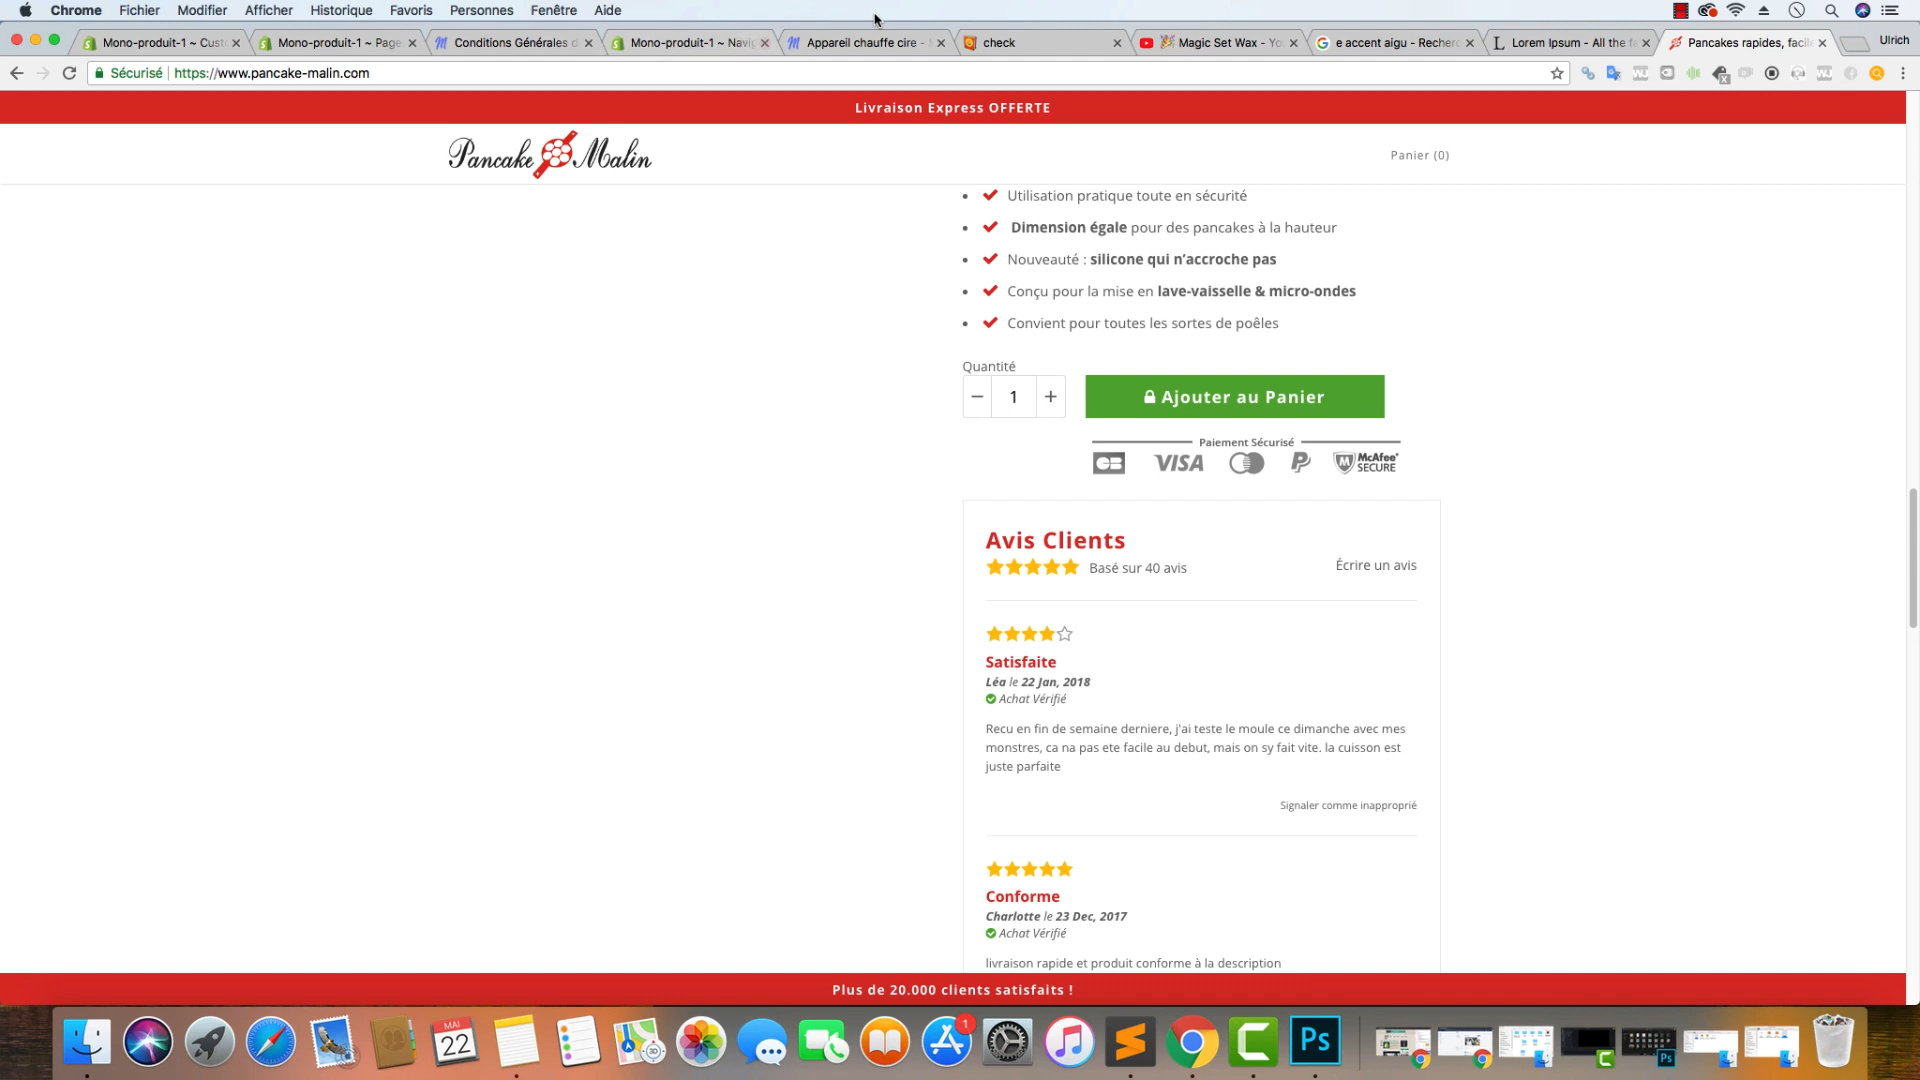 Chrome Fichier Modifier Afficher Historique Favoris Personnes Fenêtre Aide
Mono-produit-1 ~ Cust
Mono-produit-1 ~ Page
Conditions Générales d
Mono-produit-1 ~ Navig
Appareil chauffe cire -
check
Magic Set Wax - Yo
e accent aigu - Recher
Lorem Ipsum - All the f
Pancakes rapides, facil
Ulrich
Sécurisé https://www.pancake-malin.com
Livraison Express OFFERTE
Pancake Malin
Panier (0)
Utilisation pratique toute en sécurité
Dimension égale pour des pancakes à la hauteur
Nouveauté : silicone qui n’accroche pas
Conçu pour la mise en lave-vaisselle & micro-ondes
Convient pour toutes les sortes de poêles
Quantité
− 1 +
Ajouter au Panier
Paiement Sécurisé
CB VISA McAfee SECURE
Avis Clients
Basé sur 40 avis
Écrire un avis
Satisfaite
Léa le 22 Jan, 2018
Achat Vérifié
Recu en fin de semaine derniere, j'ai teste le moule ce dimanche avec mes
monstres, ca na pas ete facile au debut, mais on sy fait vite. la cuisson est
juste parfaite
Signaler comme inapproprié
Conforme
Charlotte le 23 Dec, 2017
Achat Vérifié
livraison rapide et produit conforme à la description
Plus de 20.000 clients satisfaits !
MAI
22
3D
1
Ps